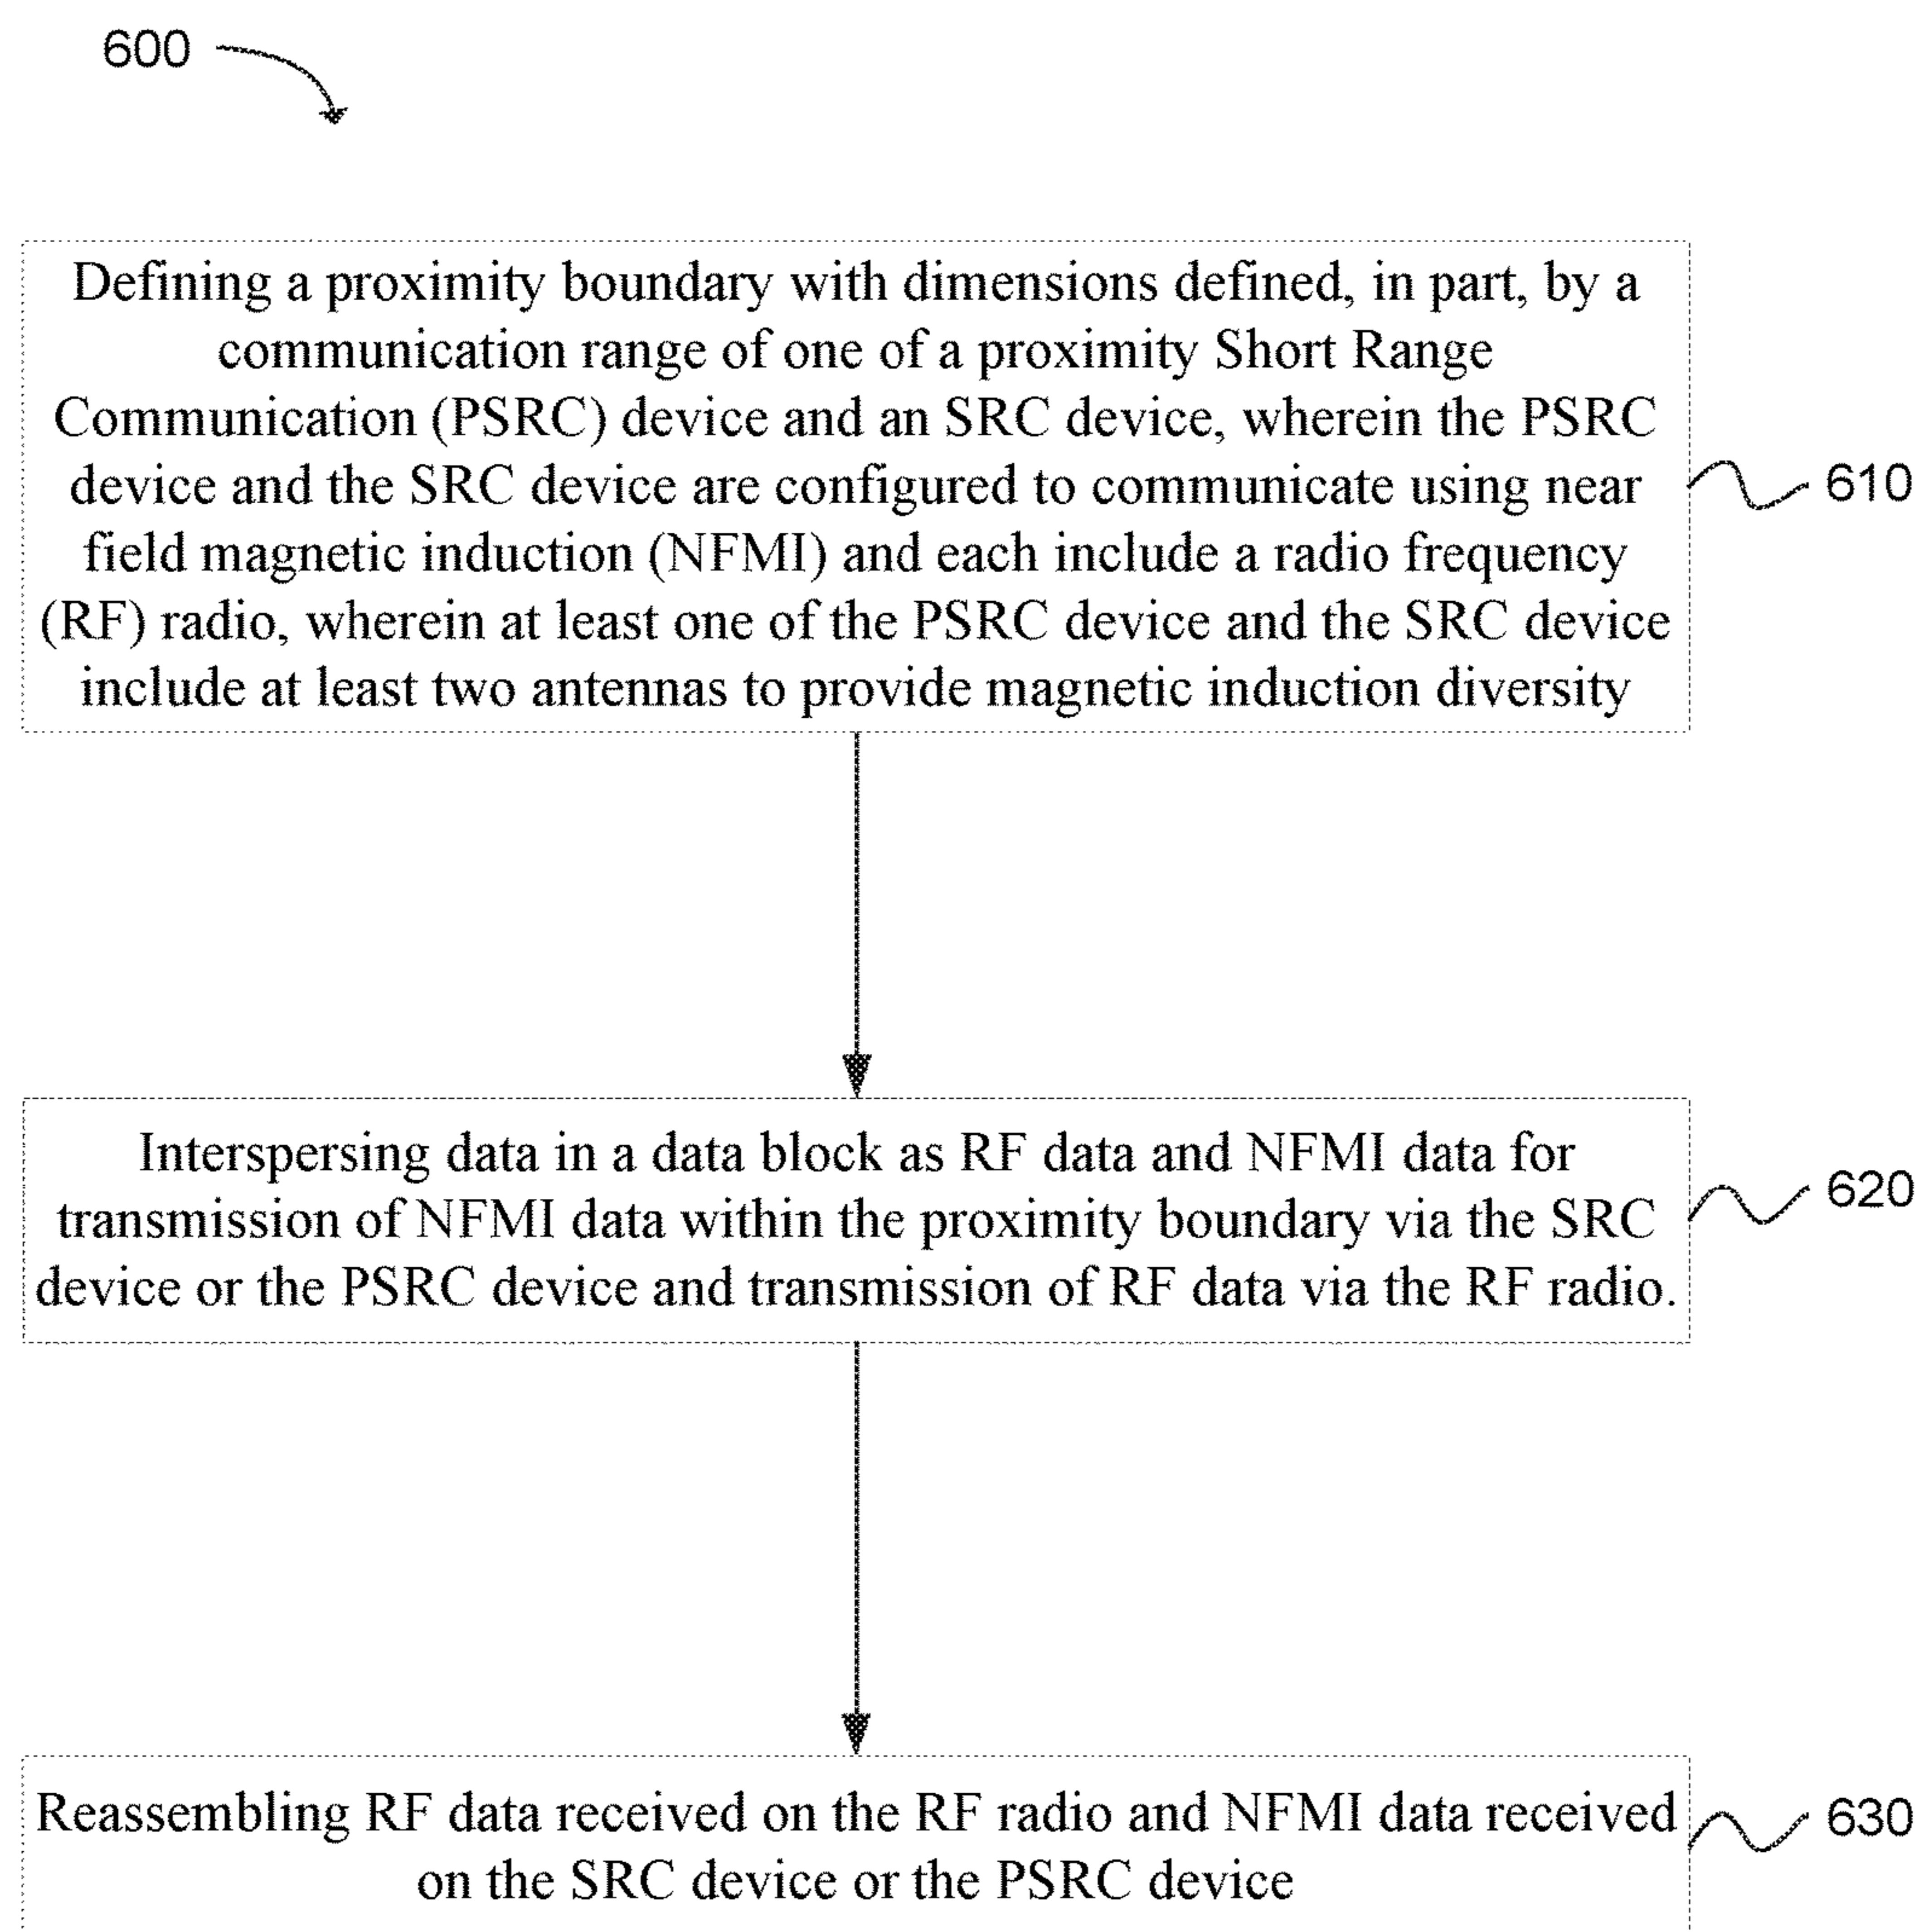 600
Defining a proximity boundary with dimensions defined, in part, by a
communication range of one of a proximity Short Range
Communication (PSRC) device and an SRC device, wherein the PSRC
device and the SRC device are configured to communicate using near
field magnetic induction (NFMI) and each include a radio frequency
(RF) radio, wherein at least one of the PSRC device and the SRC device
include at least two antennas to provide magnetic induction diversity
610
Interspersing data in a data block as RF data and NFMI data for
transmission of NFMI data within the proximity boundary via the SRC
device or the PSRC device and transmission of RF data via the RF radio.
620
Reassembling RF data received on the RF radio and NFMI data received
on the SRC device or the PSRC device
630